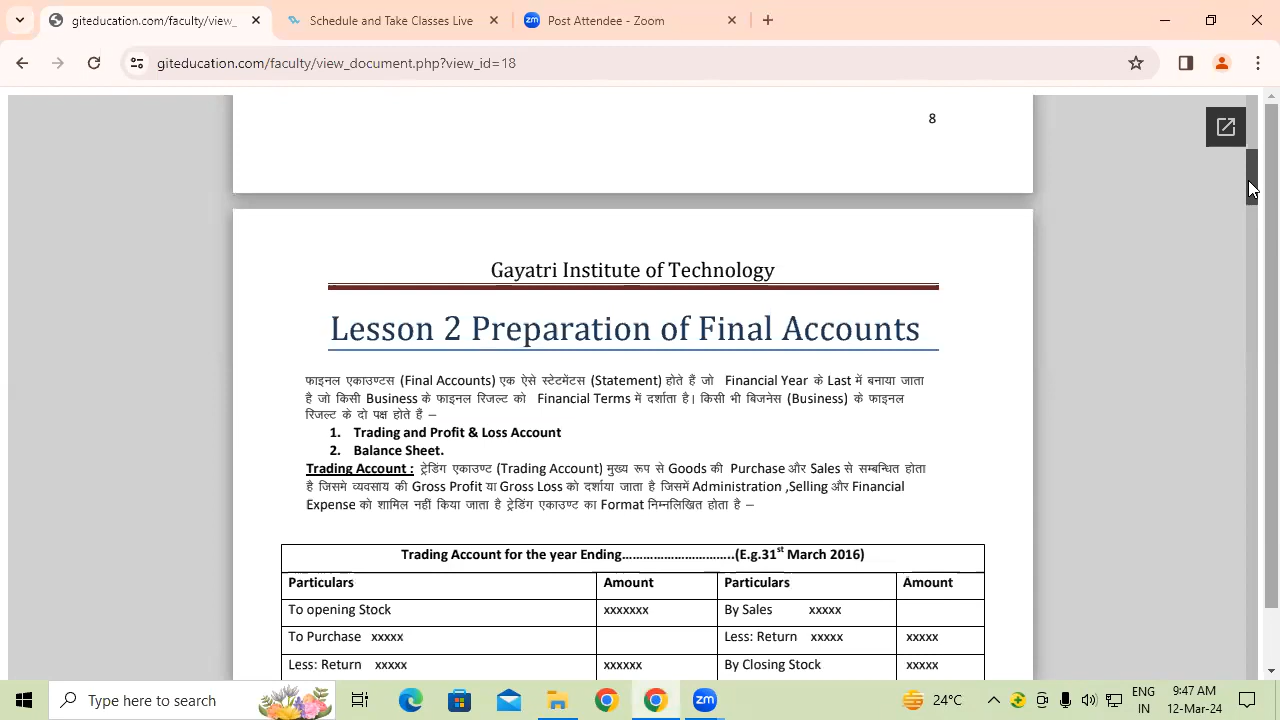 giteducation.com/faculty/view_
Schedule and Take Classes Live
zm Post Attendee - Zoom
giteducation.com/faculty/view_document.php?view_id=18
8
Gayatri Institute of Technology
Lesson 2 Preparation of Final Accounts
फाइनल एकाउण्टस (Final Accounts) एक ऐसे स्टेटमेंटस (Statement) होते हैं जो Financial Year के Last में बनाया जाता
है जो किसी Business के फाइनल रिजल्ट को Financial Terms में दर्शाता है। किसी भी बिजनेस (Business) के फाइनल
रिजल्ट के दो पक्ष होते हैं –
1. Trading and Profit & Loss Account
2. Balance Sheet.
Trading Account : ट्रेडिंग एकाउण्ट (Trading Account) मुख्य रूप से Goods की Purchase और Sales से सम्बन्धित होता
है जिसमे व्यवसाय की Gross Profit या Gross Loss को दर्शाया जाता है जिसमें Administration ,Selling और Financial
Expense को शामिल नहीं किया जाता है ट्रेडिंग एकाउण्ट का Format निम्नलिखित होता है –
Trading Account for the year Ending…………………………..(E.g.31st March 2016)
Particulars Amount Particulars Amount
To opening Stock xxxxxxx By Sales xxxxx
To Purchase xxxxx Less: Return xxxxx xxxxx
Less: Return xxxxx xxxxxx By Closing Stock xxxxx
Type here to search
zm
24°C
ENG
IN
9:47 AM
12-Mar-24